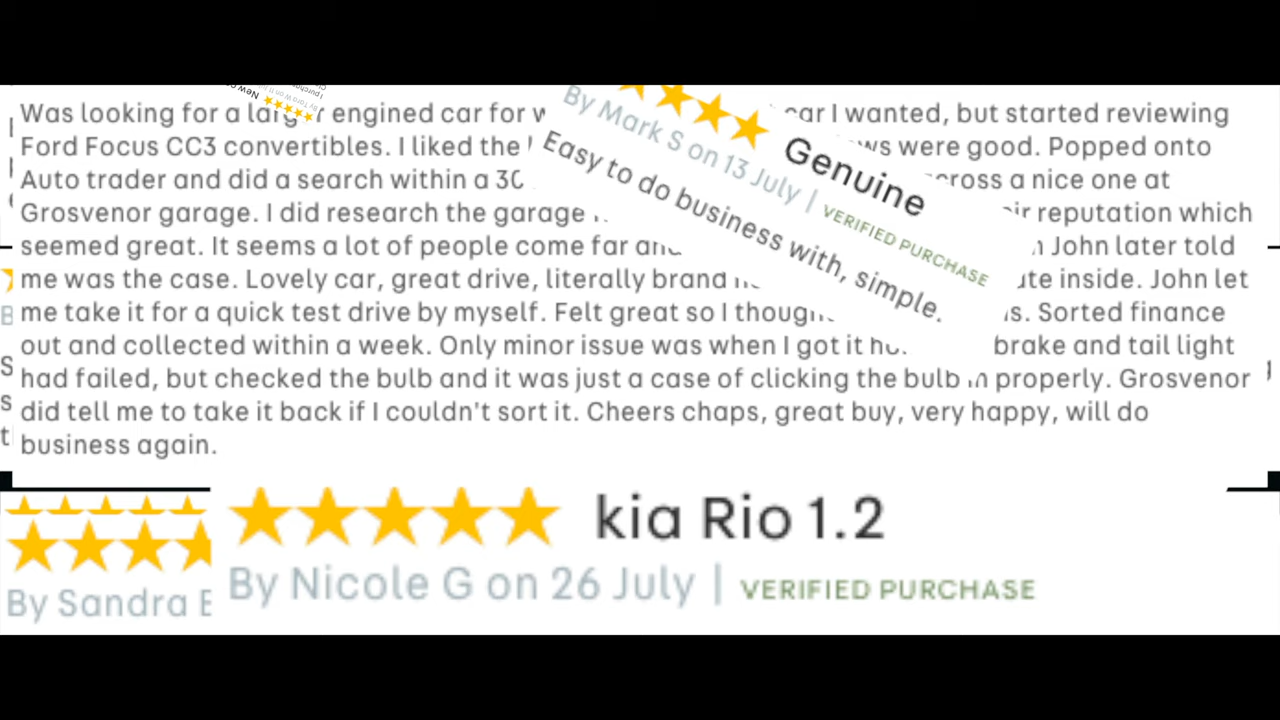 Was looking for a larger engined car for w car I wanted, but started reviewing
Ford Focus CC3 convertibles. I liked the were good. Popped onto
Auto trader and did a search within a 30 across a nice one at
Grosvenor garage. I did research the garage reputation which
seemed great. It seems a lot of people come far and John later told
me was the case. Lovely car, great drive, literally brand inside. John let
me take it for a quick test drive by myself. Felt great so I Sorted finance
out and collected within a week. Only minor issue was when I got it brake and tail light
had failed, but checked the bulb and it was just a case of clicking the bulb in properly. Grosvenor
did tell me to take it back if I couldn't sort it. Cheers chaps, great buy, very happy, will do
business again.
Genuine
By Mark S on 13 July | VERIFIED PURCHASE
Easy to do business with, simple.
kia Rio 1.2
By Nicole G on 26 July | VERIFIED PURCHASE
By Sandra